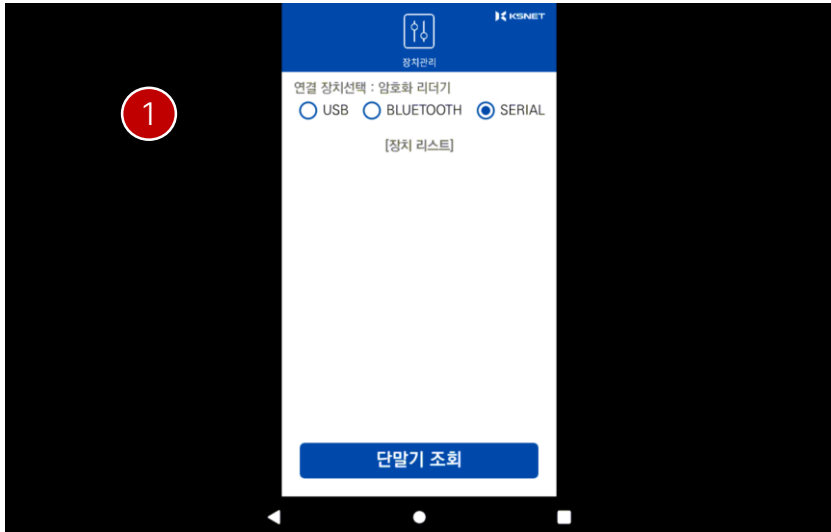 KSNET
장치관리
1
연결 장치선택 : 암호화 리더기
USB BLUETOOTH SERIAL
[장치 리스트]
단말기 조회